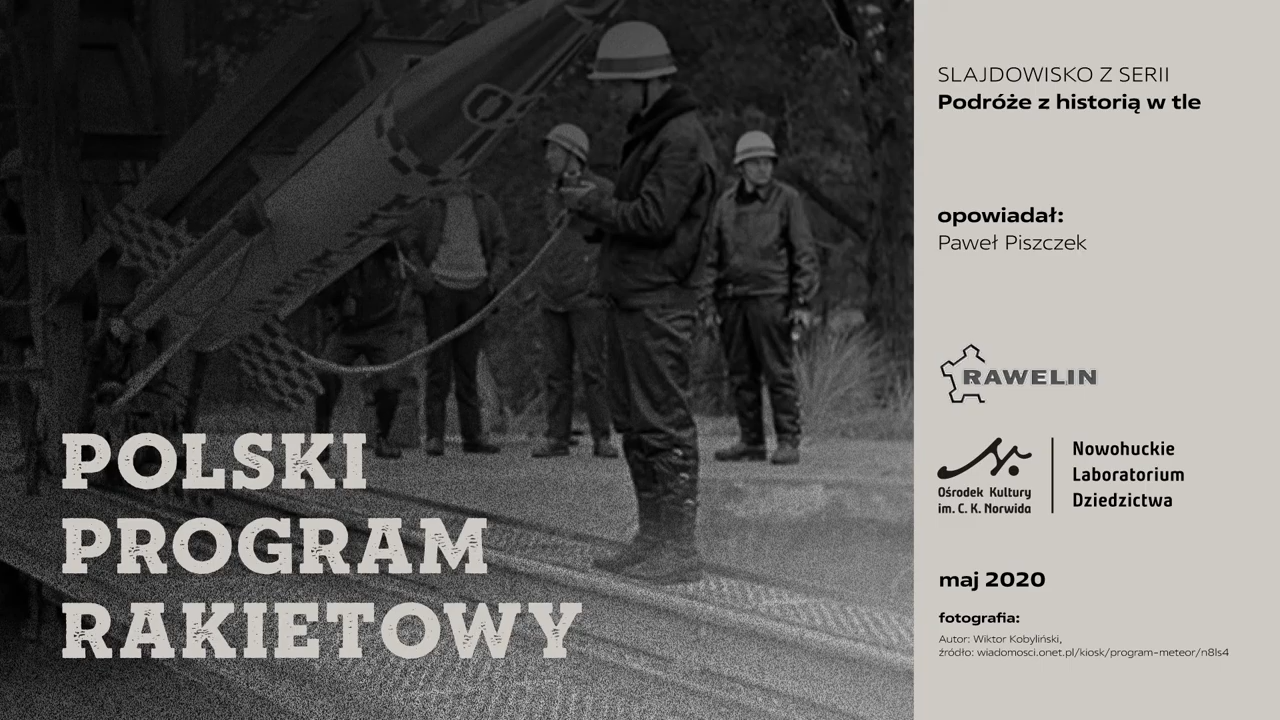 POLSKI
PROGRAM
RAKIETOWY
SLAJDOWISKO Z SERII
Podróże z historią w tle
opowiadał:
Paweł Piszczek
RAWELIN
Ośrodek Kultury
im. C. K. Norwida
Nowohuckie
Laboratorium
Dziedzictwa
maj 2020
fotografia:
Autor: Wiktor Kobyliński,
źródło: wiadomosci.onet.pl/kiosk/program-meteor/n8ls4